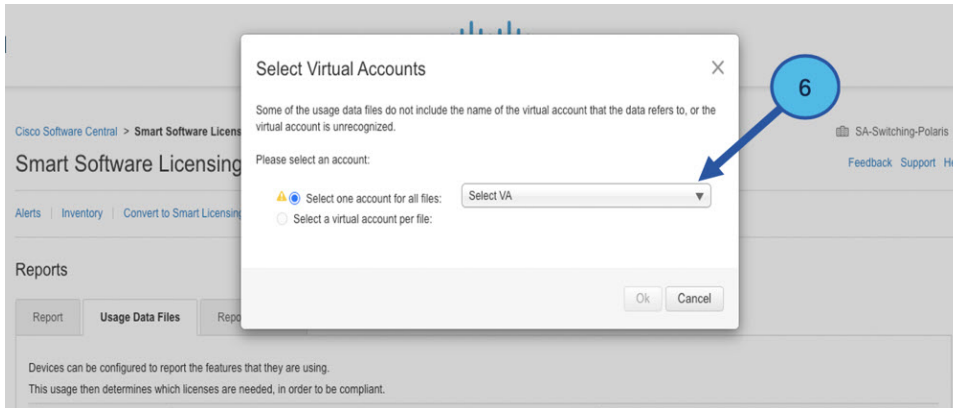 Select Virtual Accounts
6
Some of the usage data files do not include the name of the virtual account that the data refers to, or the
virtual account is unrecognized.
Cisco Software Central > Smart Software Licens
SA-Switching-Polaris
Please select an account:
Smart Software Licensing
Feedback Support He
Select one account for all files: Select VA
Alerts | Inventory | Convert to Smart Licensing
Select a virtual account per file:
Reports
Ok Cancel
Report Usage Data Files Repo
Devices can be configured to report the features that they are using.
This usage then determines which licenses are needed, in order to be compliant.